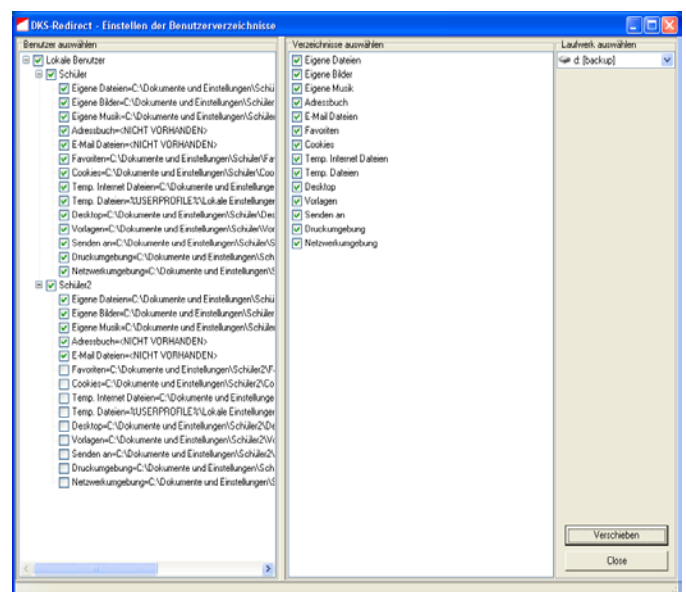 DKS-Redirect - Einstellen der Benutzerverzeichnisse
Benutzer auswählen
Lokale Benutzer
Schüler
Eigene Dateien=C:\Dokumente und Einstellungen\Schü
Eigene Bilder=C:\Dokumente und Einstellungen\Schüler
Eigene Musik=C:\Dokumente und Einstellungen\Schüler
Adressbuch=<NICHT VORHANDEN>
E-Mail Dateien=<NICHT VORHANDEN>
Favoriten=C:\Dokumente und Einstellungen\Schüler\Fa
Cookies=C:\Dokumente und Einstellungen\Schüler\Coo
Temp. Internet Dateien=C:\Dokumente und Einstellunge
Temp. Dateien=%USERPROFILE%\Lokale Einstellungen
Desktop=C:\Dokumente und Einstellungen\Schüler\Des
Vorlagen=C:\Dokumente und Einstellungen\Schüler\Vor
Senden an=C:\Dokumente und Einstellungen\Schüler\S
Druckumgebung=C:\Dokumente und Einstellungen\Sch
Netzwerkumgebung=C:\Dokumente und Einstellungen\S
Schüler2
Eigene Dateien=C:\Dokumente und Einstellungen\Schü
Eigene Bilder=C:\Dokumente und Einstellungen\Schüler
Eigene Musik=C:\Dokumente und Einstellungen\Schüler
Adressbuch=<NICHT VORHANDEN>
E-Mail Dateien=<NICHT VORHANDEN>
Favoriten=C:\Dokumente und Einstellungen\Schüler2\F
Cookies=C:\Dokumente und Einstellungen\Schüler2\Co
Temp. Internet Dateien=C:\Dokumente und Einstellunge
Temp. Dateien=%USERPROFILE%\Lokale Einstellungen
Desktop=C:\Dokumente und Einstellungen\Schüler2\De
Vorlagen=C:\Dokumente und Einstellungen\Schüler2\Vo
Senden an=C:\Dokumente und Einstellungen\Schüler2\
Druckumgebung=C:\Dokumente und Einstellungen\Sch
Netzwerkumgebung=C:\Dokumente und Einstellungen\S
Verzeichnisse auswählen
Eigene Dateien
Eigene Bilder
Eigene Musik
Adressbuch
E-Mail Dateien
Favoriten
Cookies
Temp. Internet Dateien
Temp. Dateien
Desktop
Vorlagen
Senden an
Druckumgebung
Netzwerkumgebung
Laufwerk auswählen
d: [backup]
Verschieben
Close